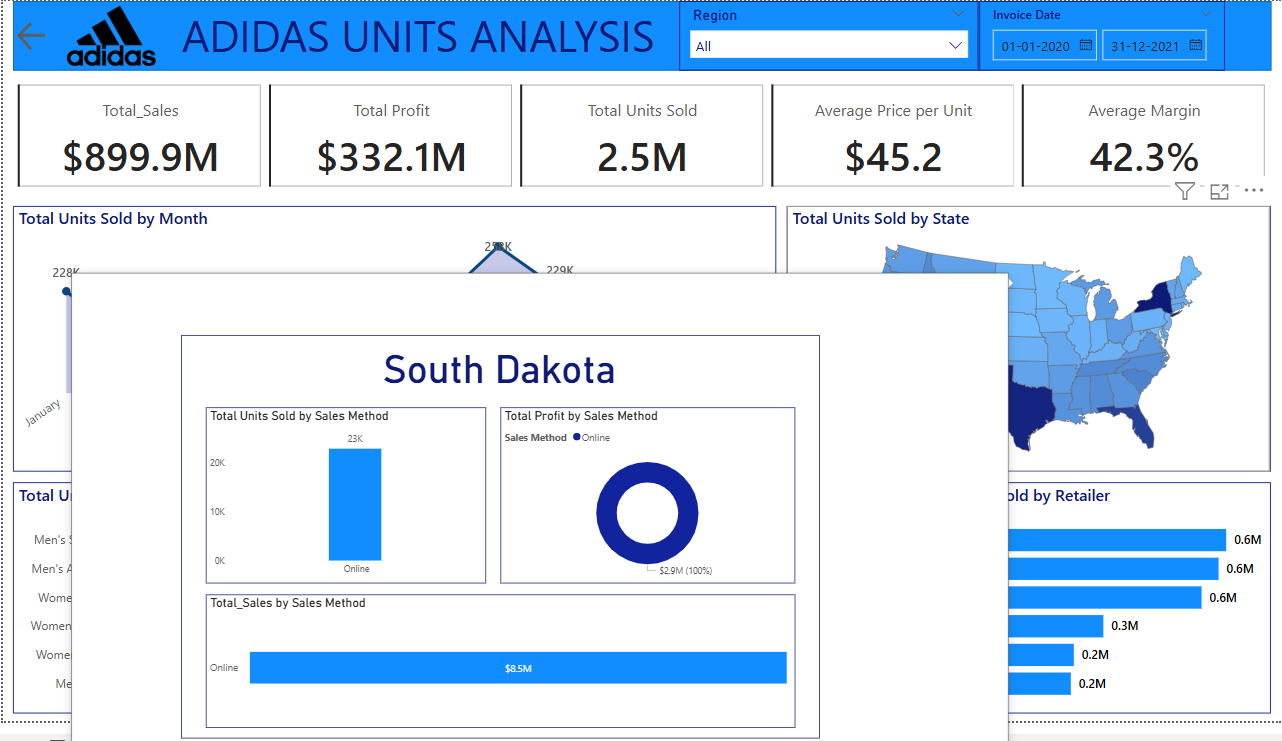 adidas
ADIDAS UNITS ANALYSIS
Region
All
Invoice Date
01-01-2020
31-12-2021
Total_Sales
$899.9M
Total Profit
$332.1M
Total Units Sold
2.5M
Average Price per Unit
$45.2
Average Margin
42.3%
Total Units Sold by Month
228K
229K
January
Total Units Sold by State
South Dakota
Total Units Sold by Sales Method
23K
20K
10K
0K
Online
Total Profit by Sales Method
Sales Method Online
$2.9M (100%)
Total_Sales by Sales Method
Online
$8.5M
Total U
Men's S
Men's A
Wome
Women
Wome
Me
old by Retailer
0.6M
0.6M
0.6M
0.3M
0.2M
0.2M